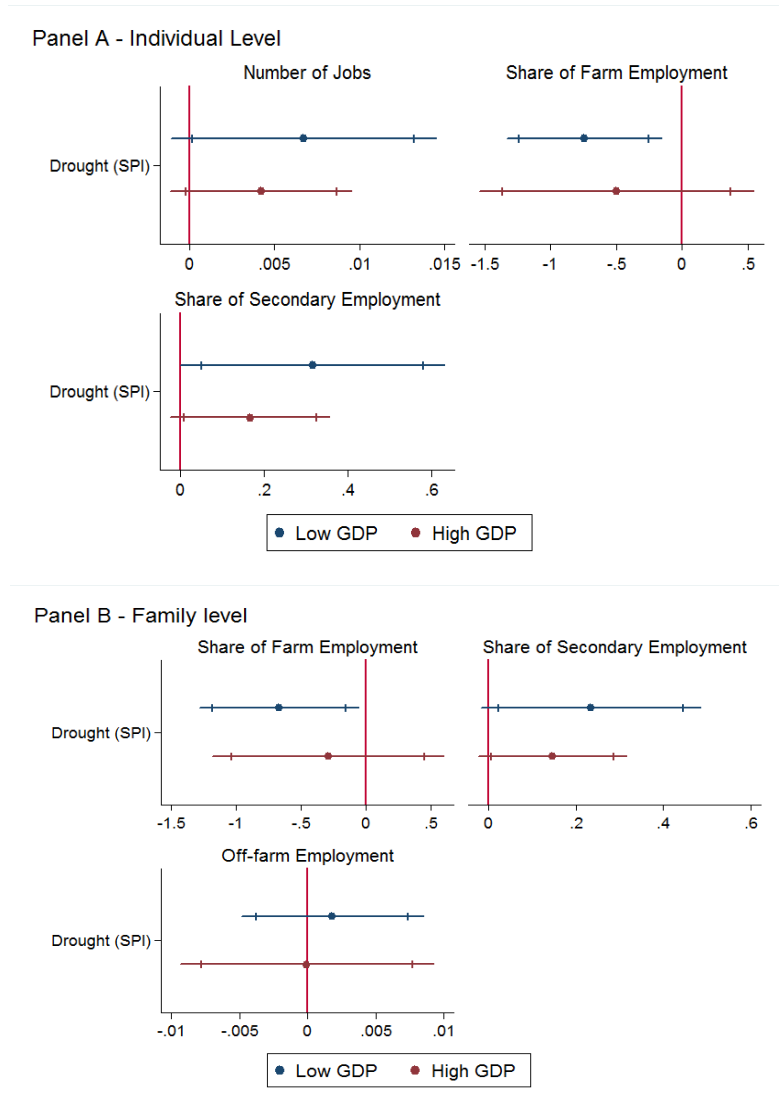 Panel A - Individual Level
Number of Jobs
Share of Farm Employment
Drought (SPI)
0 .005 .01 .015
-1.5 -1 -.5 0 .5
Share of Secondary Employment
Drought (SPI)
0 .2 .4 .6
Low GDP High GDP
Panel B - Family level
Share of Farm Employment
Share of Secondary Employment
Drought (SPI)
-1.5 -1 -.5 0 .5
0 .2 .4 .6
Off-farm Employment
Drought (SPI)
-.01 -.005 0 .005 .01
Low GDP High GDP